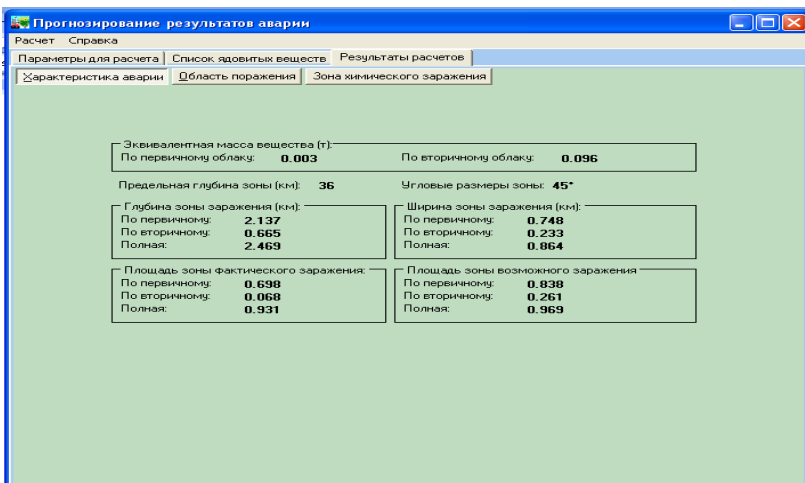 Прогнозирование результатов аварии
Расчет Справка
Параметры для расчета Список ядовитых веществ Результаты расчетов
Характеристика аварии Область поражения Зона химического заражения
Эквивалентная масса вещества (т):
По первичному облаку: 0.003 По вторичному облаку: 0.096
Предельная глубина зоны (км): 36 Угловые размеры зоны: 45°
Глубина зоны заражения (км):
По первичному: 2.137
По вторичному: 0.665
Полная: 2.469
Ширина зоны заражения (км):
По первичному: 0.748
По вторичному: 0.233
Полная: 0.864
Площадь зоны фактического заражения:
По первичному: 0.698
По вторичному: 0.068
Полная: 0.931
Площадь зоны возможного заражения
По первичному: 0.838
По вторичному: 0.261
Полная: 0.969